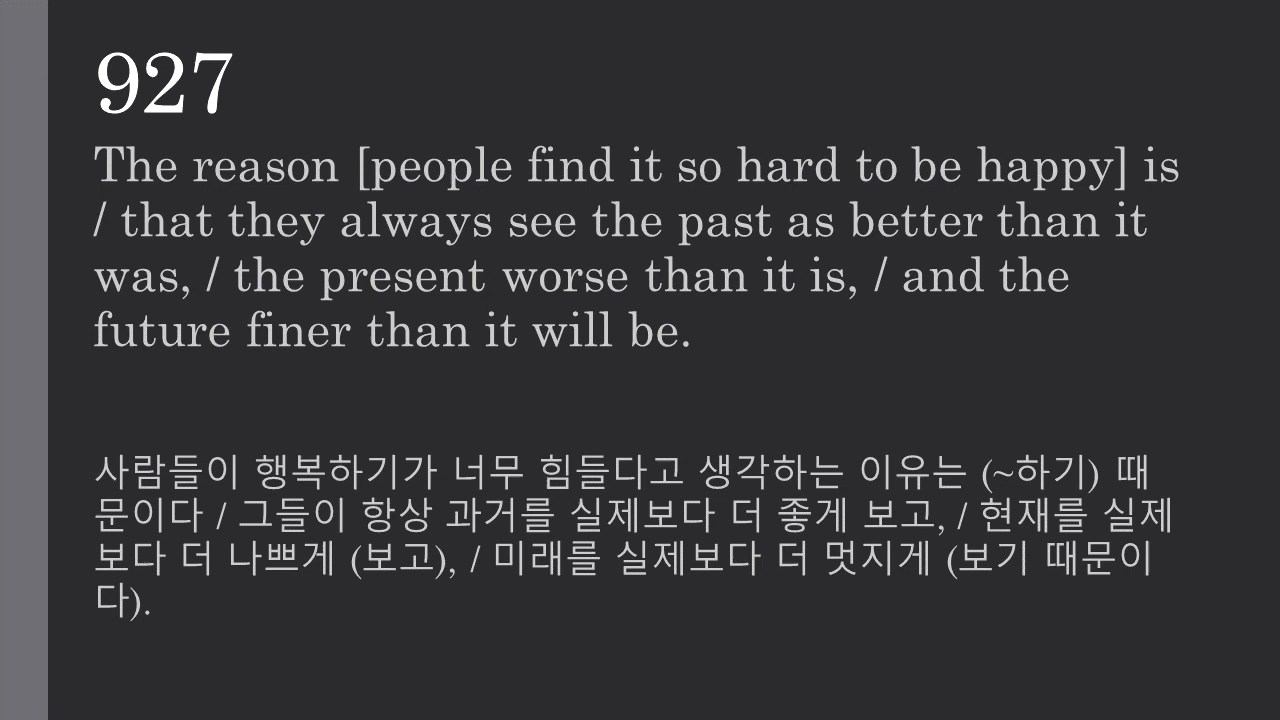 927
The reason [people find it so hard to be happy] is
/ that they always see the past as better than it
was, / the present worse than it is, / and the
future finer than it will be.
사람들이 행복하기가 너무 힘들다고 생각하는 이유는 (~하기) 때
문이다 / 그들이 항상 과거를 실제보다 더 좋게 보고, / 현재를 실제
보다 더 나쁘게 (보고), / 미래를 실제보다 더 멋지게 (보기 때문이
다).